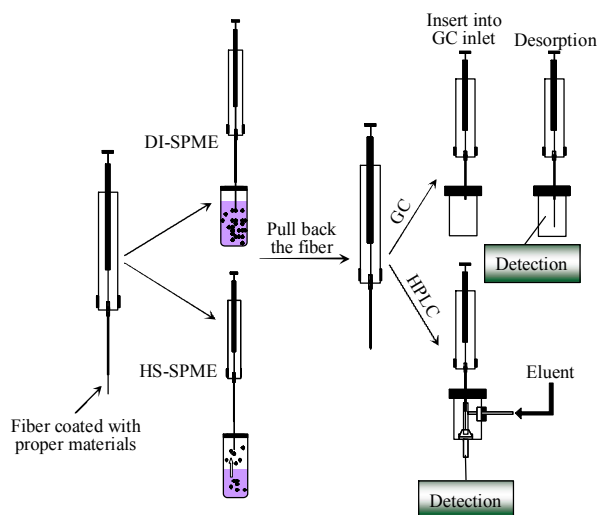 Insert into
GC inlet
Desorption
DI-SPME
Pull back
the fiber
GC
Detection
HPLC
HS-SPME
Eluent
Fiber coated with
proper materials
Detection